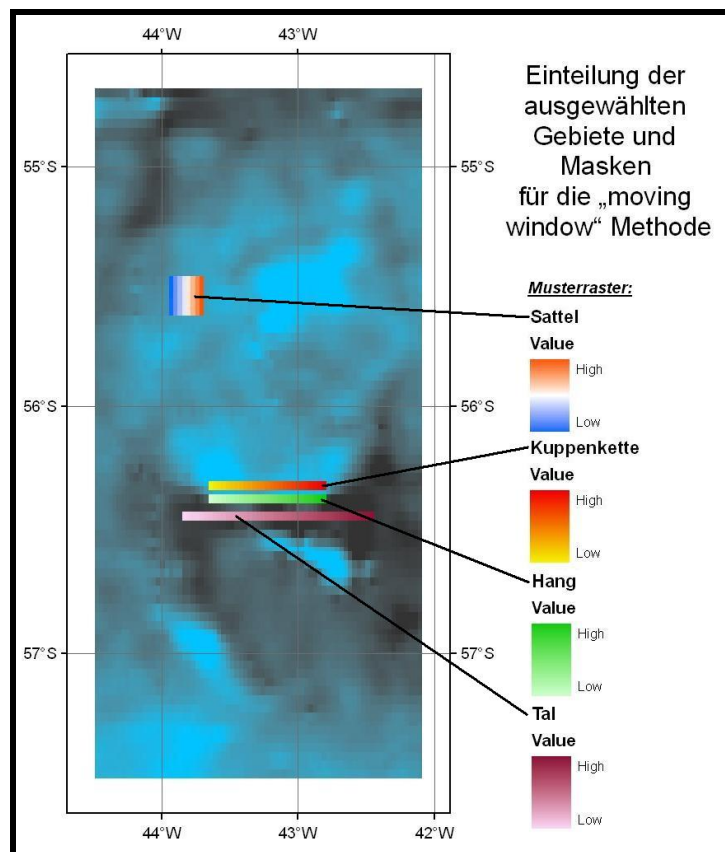 44°W 43°W
55°S 55°S
56°S 56°S
57°S 57°S
44°W 43°W 42°W
Einteilung der
ausgewählten
Gebiete und
Masken
für die „moving
window“ Methode
Musterraster:
Sattel
Value
High
Low
Kuppenkette
Value
High
Low
Hang
Value
High
Low
Tal
Value
High
Low